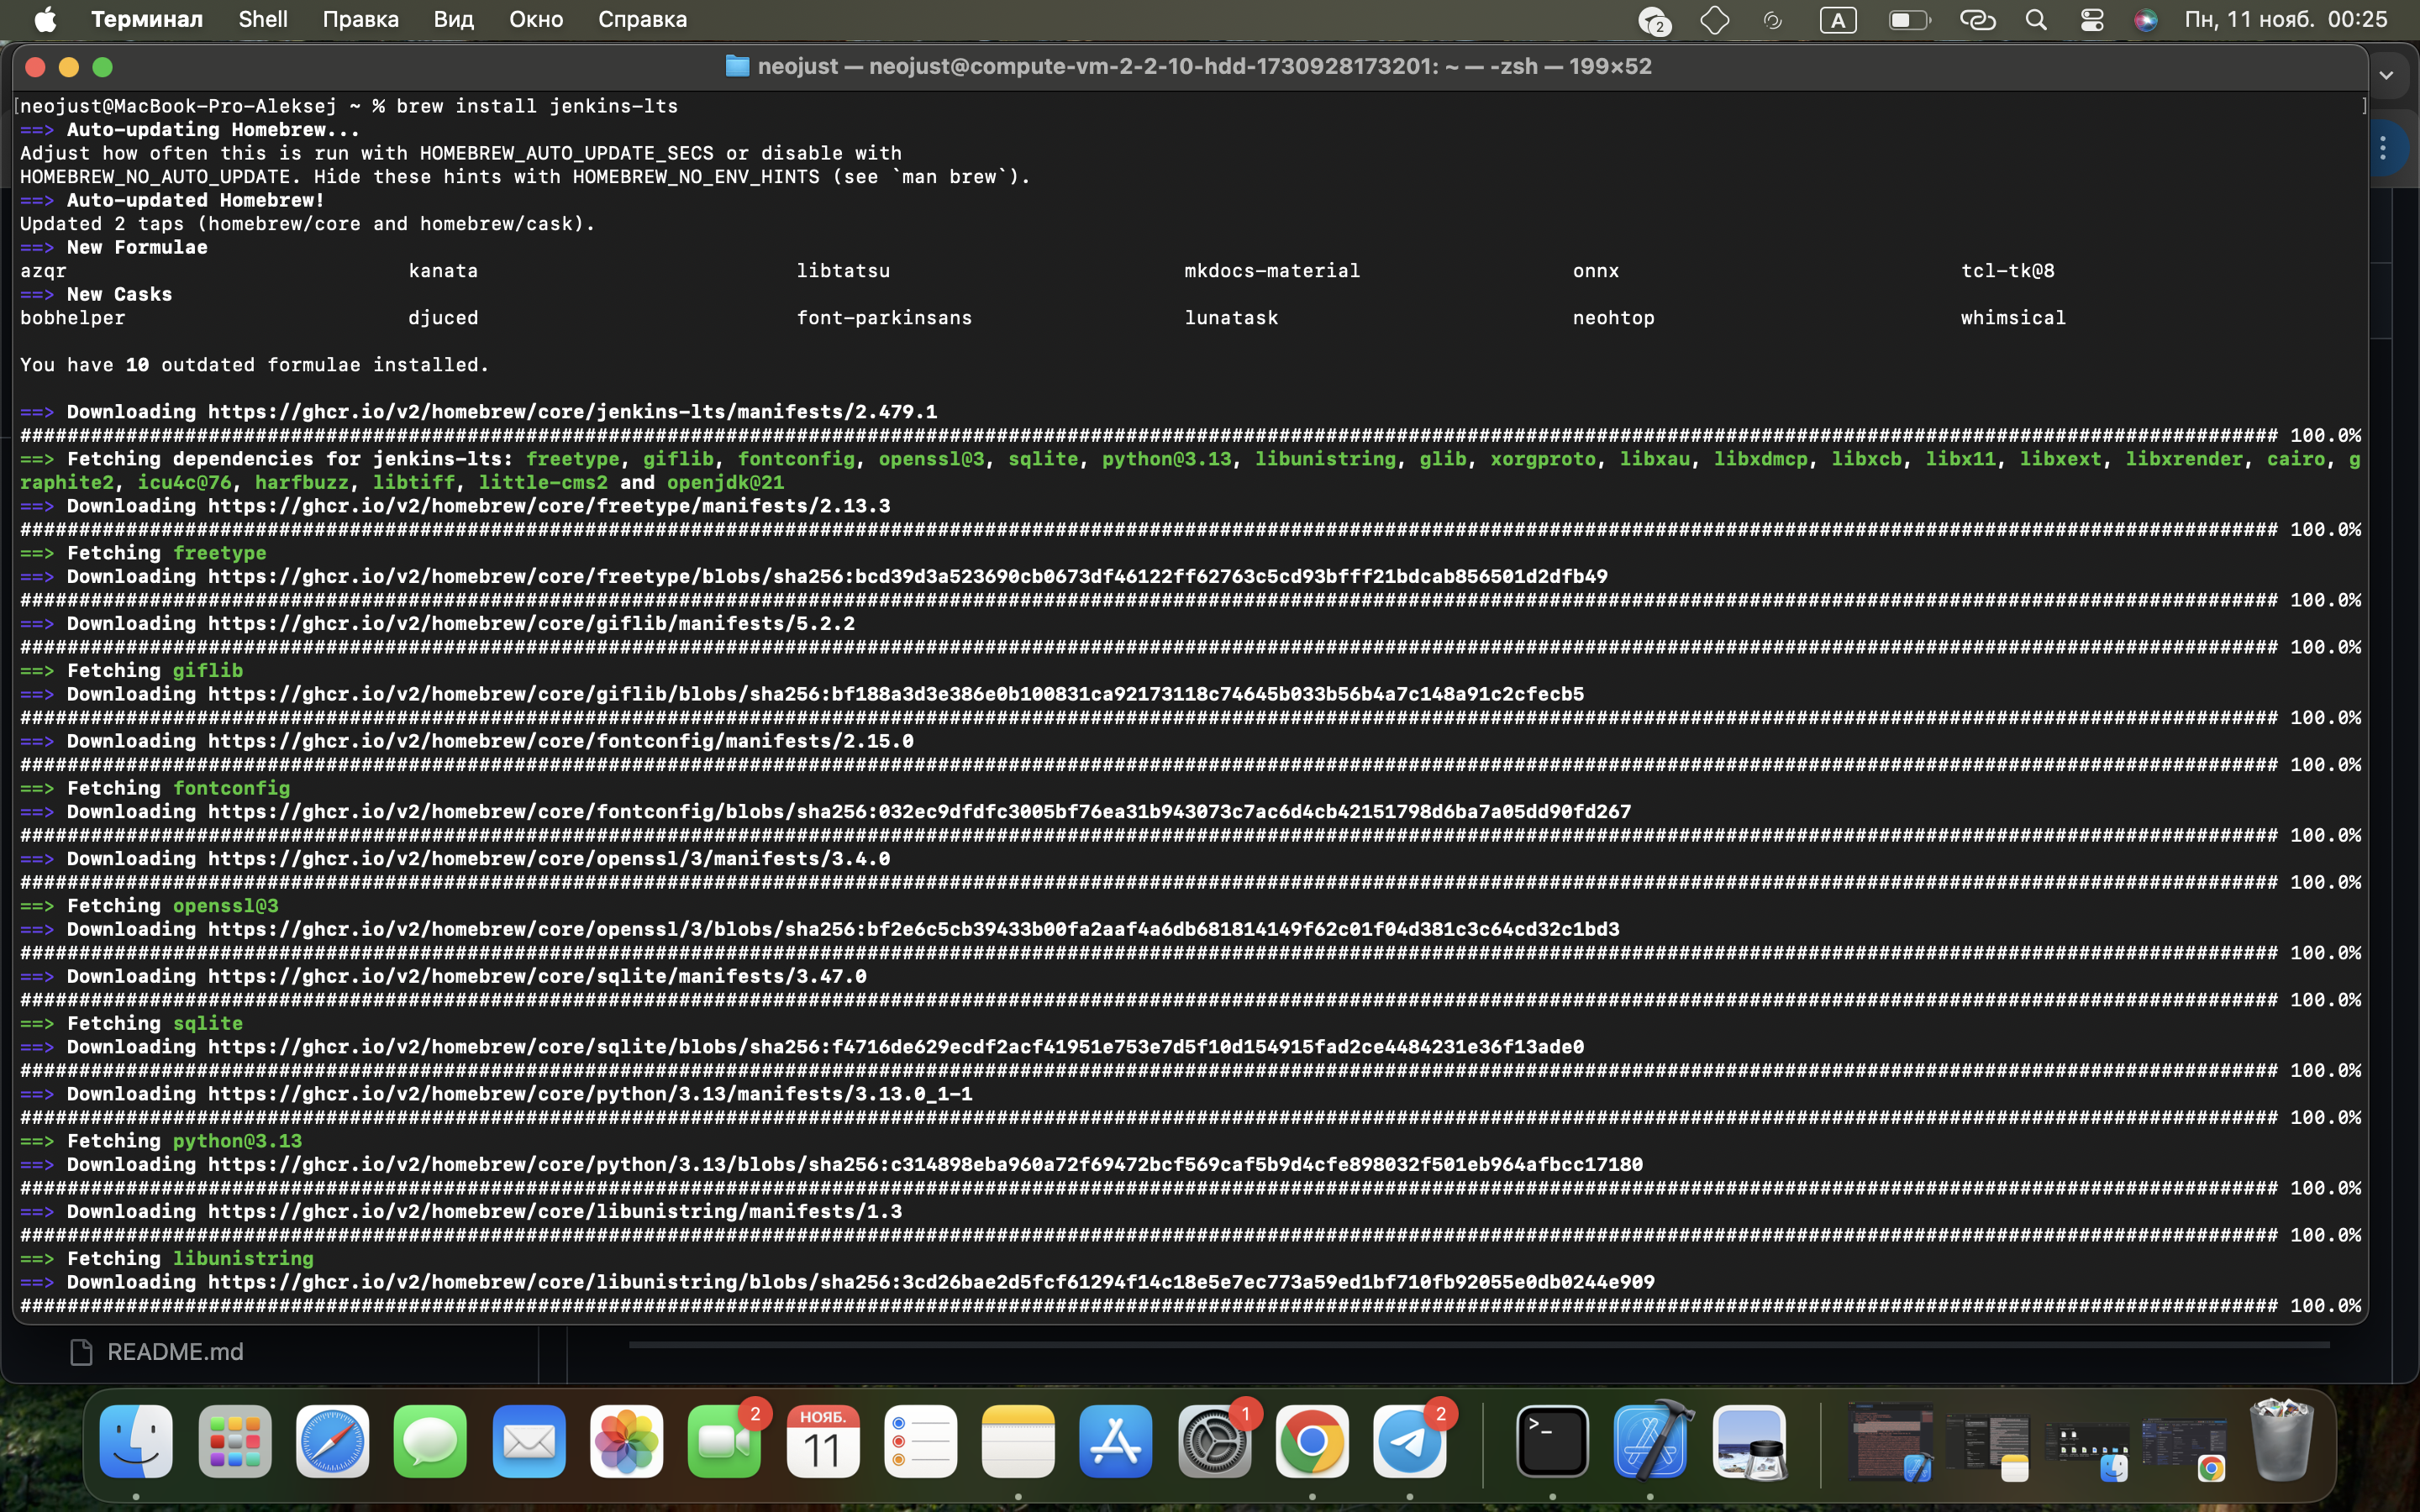 Терминал Shell Правка Вид Окно Справка 2 A Пн, 11 нояб. 00:25
neojust — neojust@compute-vm-2-2-10-hdd-1730928173201: ~ — -zsh — 199×52
[neojust@MacBook-Pro-Aleksej ~ % brew install jenkins-lts ]
==> Auto-updating Homebrew...
Adjust how often this is run with HOMEBREW_AUTO_UPDATE_SECS or disable with
HOMEBREW_NO_AUTO_UPDATE. Hide these hints with HOMEBREW_NO_ENV_HINTS (see `man brew`).
==> Auto-updated Homebrew!
Updated 2 taps (homebrew/core and homebrew/cask).
==> New Formulae
azqr kanata libtatsu mkdocs-material onnx tcl-tk@8
==> New Casks
bobhelper djuced font-parkinsans lunatask neohtop whimsical
You have 10 outdated formulae installed.
==> Downloading https://ghcr.io/v2/homebrew/core/jenkins-lts/manifests/2.479.1
######################################################################## 100.0%
==> Fetching dependencies for jenkins-lts: freetype, giflib, fontconfig, openssl@3, sqlite, python@3.13, libunistring, glib, xorgproto, libxau, libxdmcp, libxcb, libx11, libxext, libxrender, cairo, g
raphite2, icu4c@76, harfbuzz, libtiff, little-cms2 and openjdk@21
==> Downloading https://ghcr.io/v2/homebrew/core/freetype/manifests/2.13.3
######################################################################## 100.0%
==> Fetching freetype
==> Downloading https://ghcr.io/v2/homebrew/core/freetype/blobs/sha256:bcd39d3a523690cb0673df46122ff62763c5cd93bfff21bdcab856501d2dfb49
######################################################################## 100.0%
==> Downloading https://ghcr.io/v2/homebrew/core/giflib/manifests/5.2.2
######################################################################## 100.0%
==> Fetching giflib
==> Downloading https://ghcr.io/v2/homebrew/core/giflib/blobs/sha256:bf188a3d3e386e0b100831ca92173118c74645b033b56b4a7c148a91c2cfecb5
######################################################################## 100.0%
==> Downloading https://ghcr.io/v2/homebrew/core/fontconfig/manifests/2.15.0
######################################################################## 100.0%
==> Fetching fontconfig
==> Downloading https://ghcr.io/v2/homebrew/core/fontconfig/blobs/sha256:032ec9dfdfc3005bf76ea31b943073c7ac6d4cb42151798d6ba7a05dd90fd267
######################################################################## 100.0%
==> Downloading https://ghcr.io/v2/homebrew/core/openssl/3/manifests/3.4.0
######################################################################## 100.0%
==> Fetching openssl@3
==> Downloading https://ghcr.io/v2/homebrew/core/openssl/3/blobs/sha256:bf2e6c5cb39433b00fa2aaf4a6db681814149f62c01f04d381c3c64cd32c1bd3
######################################################################## 100.0%
==> Downloading https://ghcr.io/v2/homebrew/core/sqlite/manifests/3.47.0
######################################################################## 100.0%
==> Fetching sqlite
==> Downloading https://ghcr.io/v2/homebrew/core/sqlite/blobs/sha256:f4716de629ecdf2acf41951e753e7d5f10d154915fad2ce4484231e36f13ade0
######################################################################## 100.0%
==> Downloading https://ghcr.io/v2/homebrew/core/python/3.13/manifests/3.13.0_1-1
######################################################################## 100.0%
==> Fetching python@3.13
==> Downloading https://ghcr.io/v2/homebrew/core/python/3.13/blobs/sha256:c314898eba960a72f69472bcf569caf5b9d4cfe898032f501eb964afbcc17180
######################################################################## 100.0%
==> Downloading https://ghcr.io/v2/homebrew/core/libunistring/manifests/1.3
######################################################################## 100.0%
==> Fetching libunistring
==> Downloading https://ghcr.io/v2/homebrew/core/libunistring/blobs/sha256:3cd26bae2d5fcf61294f14c18e5e7ec773a59ed1bf710fb92055e0db0244e909
######################################################################## 100.0%
README.md
2 НОЯБ. 11 1 2 >_